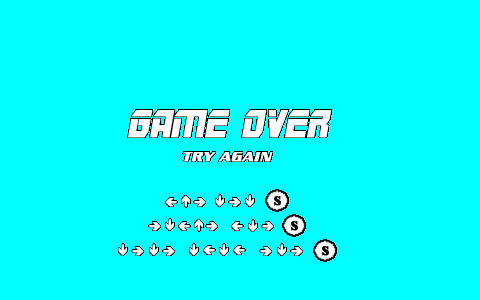 GAME OVER
TRY AGAIN
←↑→ ↓→↓ S
→↓←↑→ ←↓→ S
↓→↓→ ↓←↓← →↓→ S